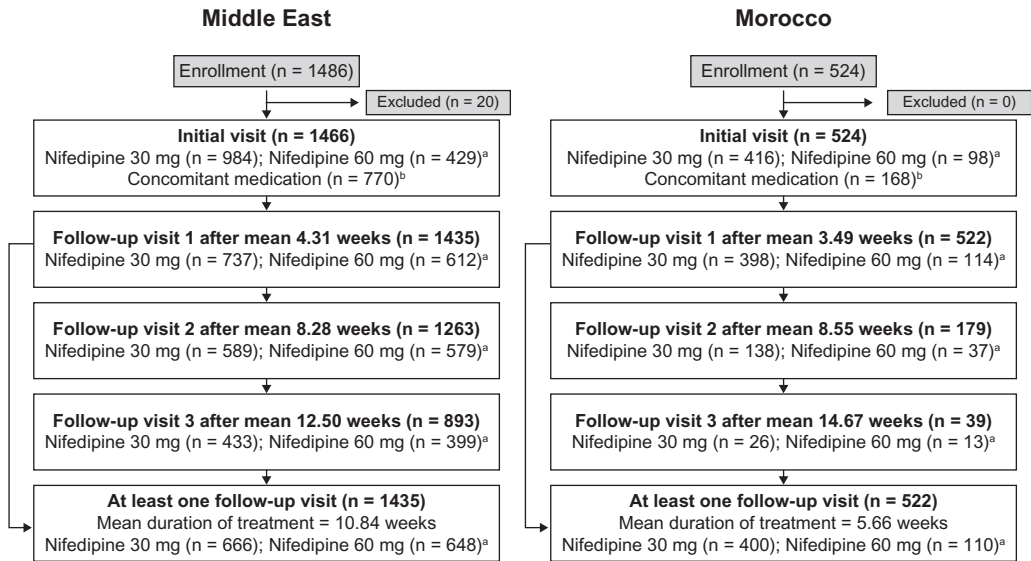 Middle East
Enrollment (n = 1486)
Excluded (n = 20)
Initial visit (n = 1466)
Nifedipine 30 mg (n = 984); Nifedipine 60 mg (n = 429)ᵃ
Concomitant medication (n = 770)ᵇ
Follow-up visit 1 after mean 4.31 weeks (n = 1435)
Nifedipine 30 mg (n = 737); Nifedipine 60 mg (n = 612)ᵃ
Follow-up visit 2 after mean 8.28 weeks (n = 1263)
Nifedipine 30 mg (n = 589); Nifedipine 60 mg (n = 579)ᵃ
Follow-up visit 3 after mean 12.50 weeks (n = 893)
Nifedipine 30 mg (n = 433); Nifedipine 60 mg (n = 399)ᵃ
At least one follow-up visit (n = 1435)
Mean duration of treatment = 10.84 weeks
Nifedipine 30 mg (n = 666); Nifedipine 60 mg (n = 648)ᵃ
Morocco
Enrollment (n = 524)
Excluded (n = 0)
Initial visit (n = 524)
Nifedipine 30 mg (n = 416); Nifedipine 60 mg (n = 98)ᵃ
Concomitant medication (n = 168)ᵇ
Follow-up visit 1 after mean 3.49 weeks (n = 522)
Nifedipine 30 mg (n = 398); Nifedipine 60 mg (n = 114)ᵃ
Follow-up visit 2 after mean 8.55 weeks (n = 179)
Nifedipine 30 mg (n = 138); Nifedipine 60 mg (n = 37)ᵃ
Follow-up visit 3 after mean 14.67 weeks (n = 39)
Nifedipine 30 mg (n = 26); Nifedipine 60 mg (n = 13)ᵃ
At least one follow-up visit (n = 522)
Mean duration of treatment = 5.66 weeks
Nifedipine 30 mg (n = 400); Nifedipine 60 mg (n = 110)ᵃ